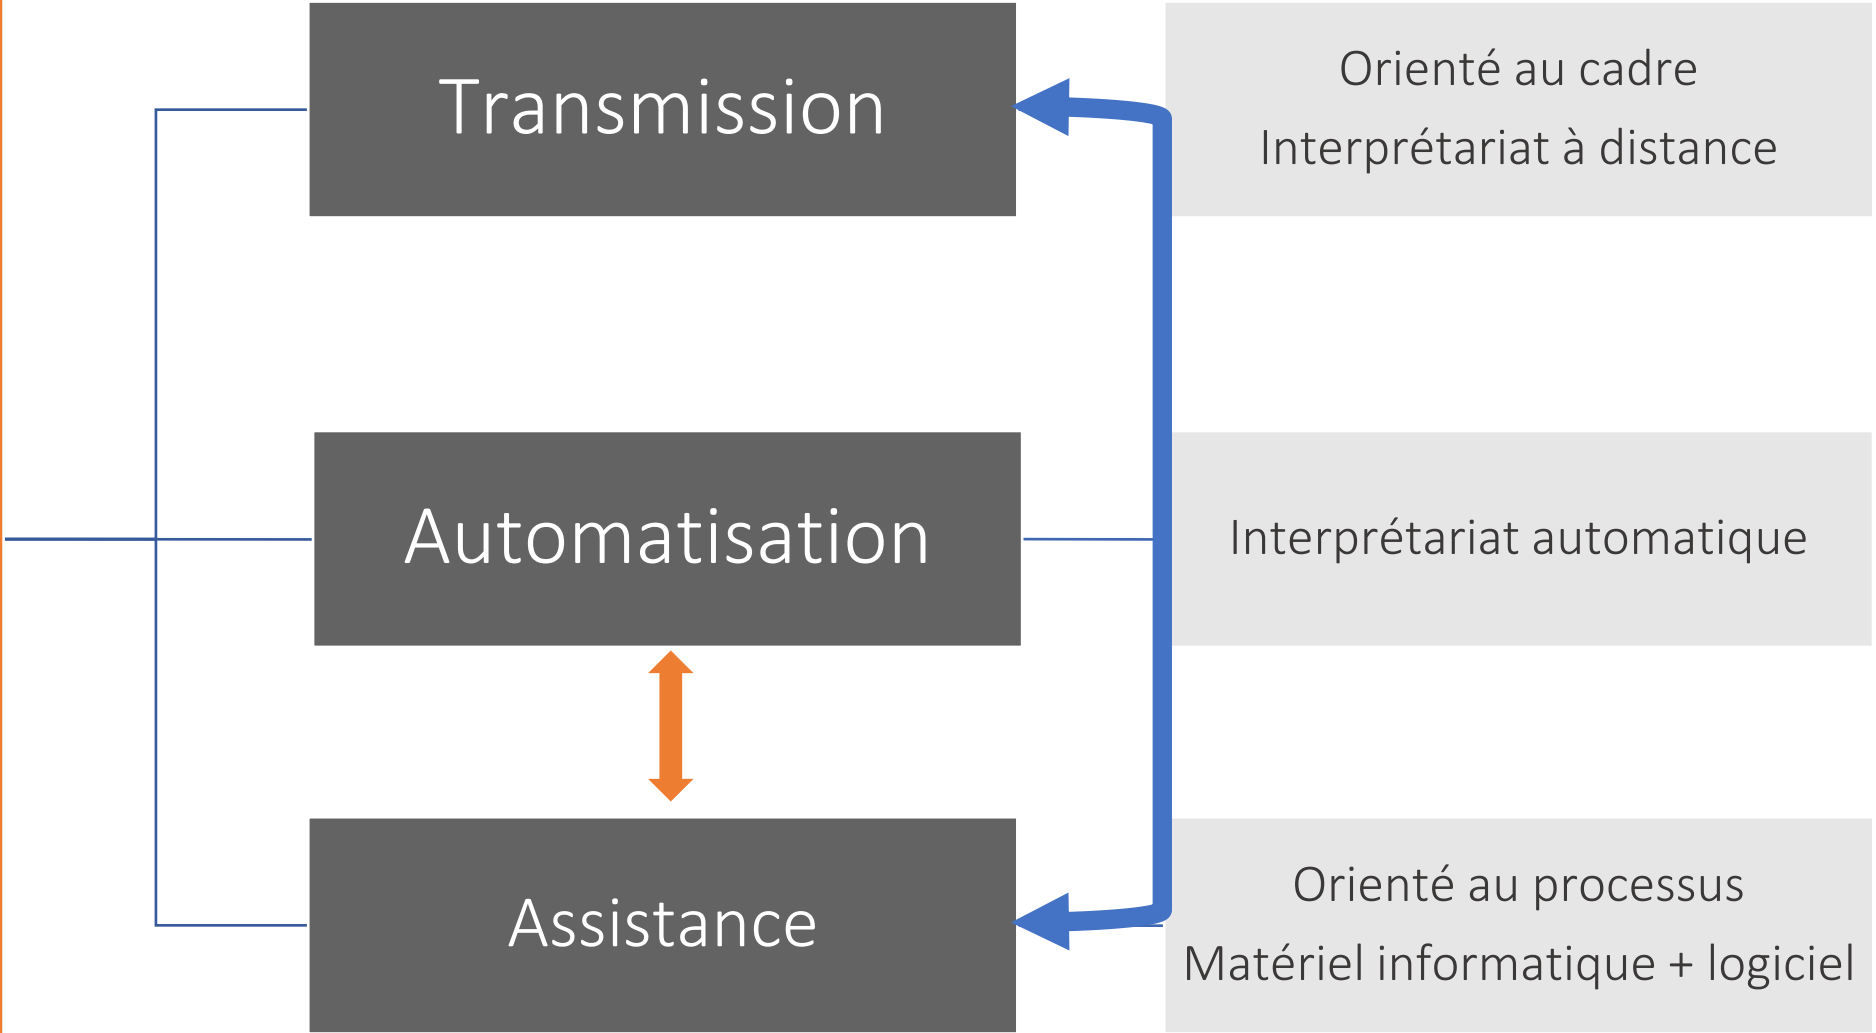 Transmission
Orienté au cadre
Interprétariat à distance
Automatisation
Interprétariat automatique
Assistance
Orienté au processus
Matériel informatique + logiciel